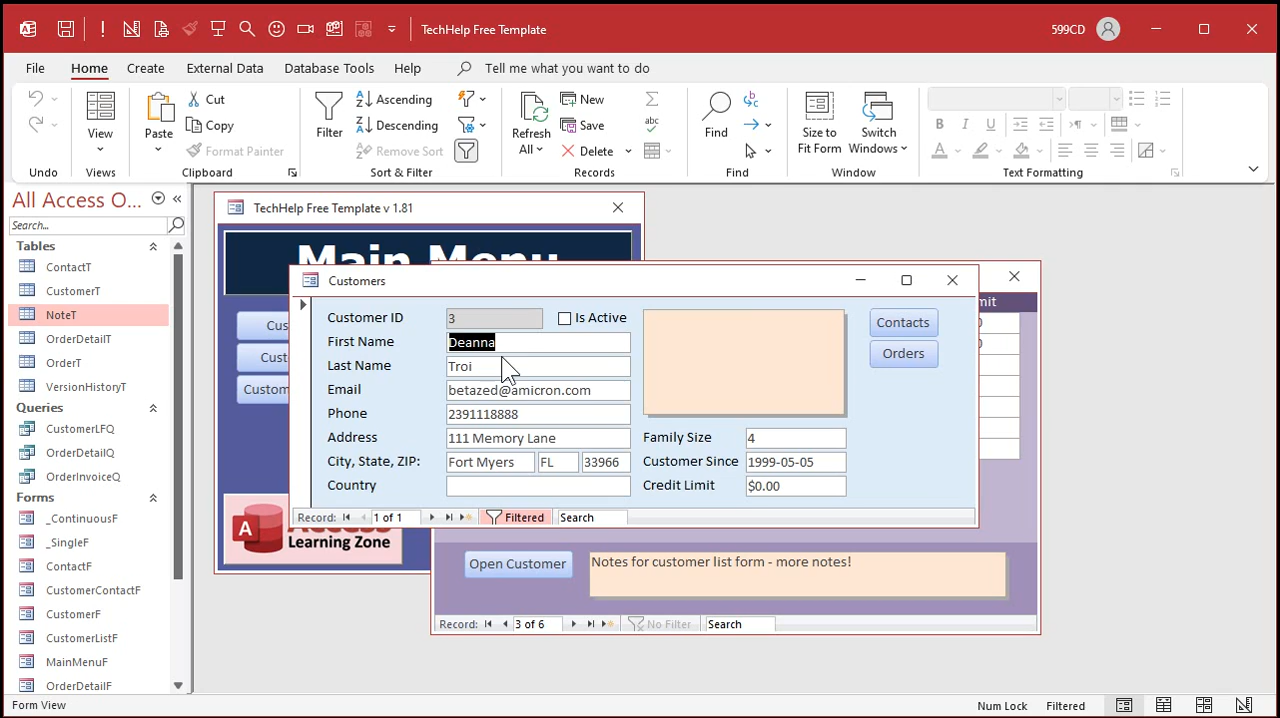 TechHelp Free Template
599CD
File
Home
Create
External Data
Database Tools
Help
Tell me what you want to do
View
Paste
Cut
Copy
Format Painter
Filter
Ascending
Descending
Remove Sort
Refresh
All
New
Save
Delete
Find
Size to
Fit Form
Switch
Windows
Undo
Views
Clipboard
Sort & Filter
Records
Find
Window
Text Formatting
All Access O...
Search...
Tables
ContactT
CustomerT
NoteT
OrderDetailT
OrderT
VersionHistoryT
Queries
CustomerLFQ
OrderDetailQ
OrderInvoiceQ
Forms
_ContinuousF
_SingleF
ContactF
CustomerContactF
CustomerF
CustomerListF
MainMenuF
OrderDetailF
TechHelp Free Template v 1.81
Main Menu
Learning Zone
Customers
Customer ID 3
Is Active
First Name Deanna
Last Name Troi
Email betazed@amicron.com
Phone 2391118888
Address 111 Memory Lane
City, State, ZIP: Fort Myers FL 33966
Country
Family Size 4
Customer Since 1999-05-05
Credit Limit $0.00
Contacts
Orders
Record: 1 of 1 Filtered Search
Open Customer
Notes for customer list form - more notes!
Record: 3 of 6 No Filter Search
Form View
Num Lock
Filtered